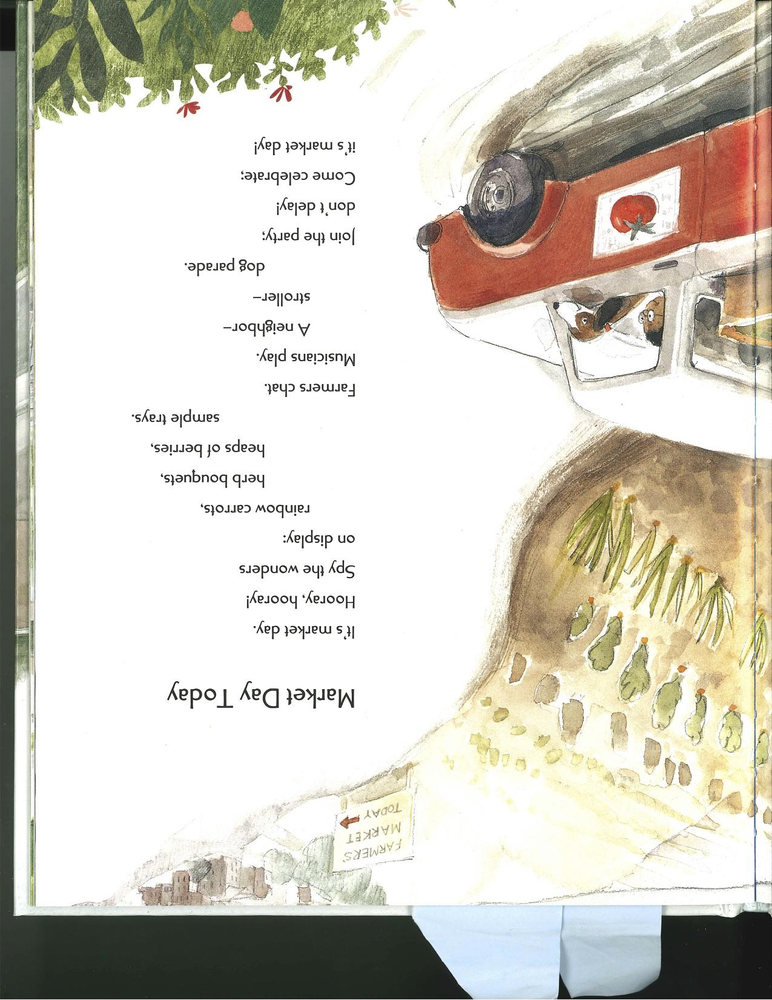 FARMERS
MARKET
TODAY
Market Day Today
It's market day.
Hooray, hooray!
Spy the wonders
on display:
rainbow carrots,
herb bouquets,
heaps of berries,
sample trays.
Farmers chat.
Musicians play.
A neighbor–
stroller–
dog parade.
Join the party;
don't delay!
Come celebrate;
it's market day!